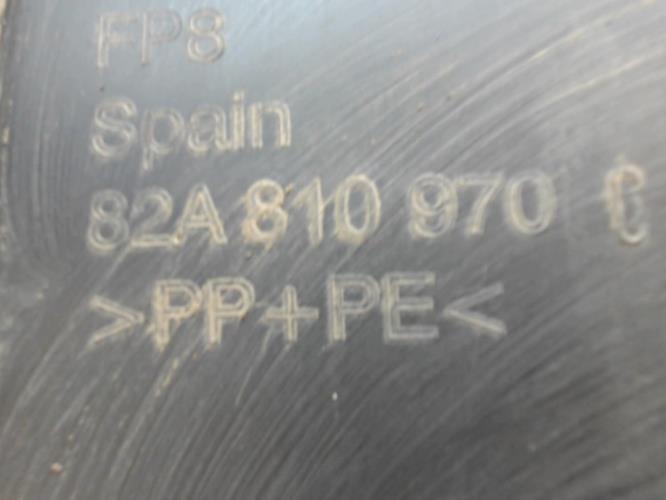 FP8
Spain
82A 810 970 C
>PP+PE<